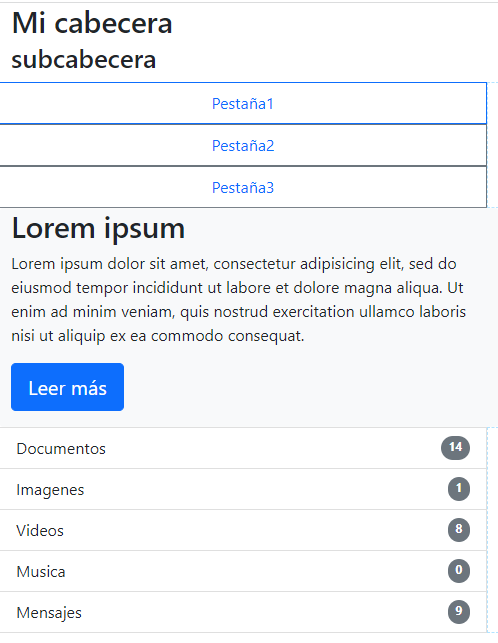 Mi cabecera
subcabecera
Pestaña1
Pestaña2
Pestaña3
Lorem ipsum
Lorem ipsum dolor sit amet, consectetur adipisicing elit, sed do
eiusmod tempor incididunt ut labore et dolore magna aliqua. Ut
enim ad minim veniam, quis nostrud exercitation ullamco laboris
nisi ut aliquip ex ea commodo consequat.
Leer más
Documentos 14
Imagenes 1
Videos 8
Musica 0
Mensajes 9